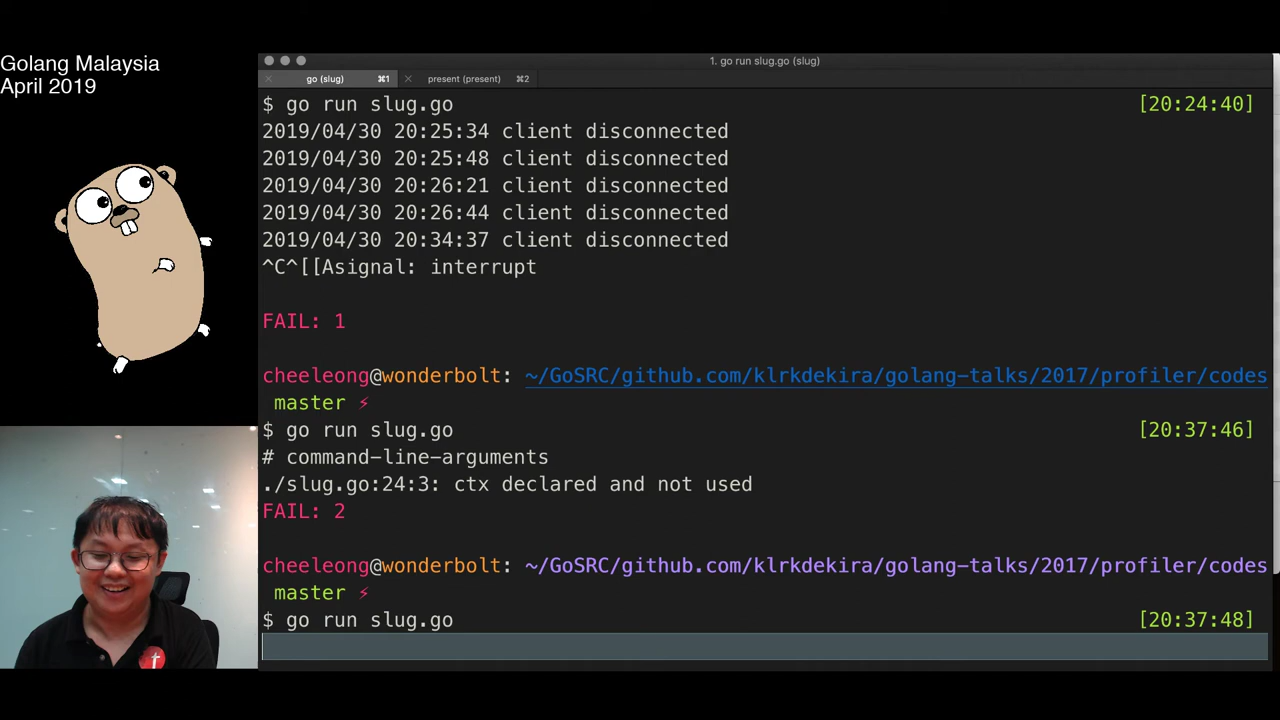 Golang Malaysia
April 2019
1. go run slug.go (slug)
× go (slug) ⌘1 × present (present) ⌘2
$ go run slug.go [20:24:40]
2019/04/30 20:25:34 client disconnected
2019/04/30 20:25:48 client disconnected
2019/04/30 20:26:21 client disconnected
2019/04/30 20:26:44 client disconnected
2019/04/30 20:34:37 client disconnected
^C^[[Asignal: interrupt
FAIL: 1
cheeleong@wonderbolt: ~/GoSRC/github.com/klrkdekira/golang-talks/2017/profiler/codes
master ⚡
$ go run slug.go [20:37:46]
# command-line-arguments
./slug.go:24:3: ctx declared and not used
FAIL: 2
cheeleong@wonderbolt: ~/GoSRC/github.com/klrkdekira/golang-talks/2017/profiler/codes
master ⚡
$ go run slug.go [20:37:48]